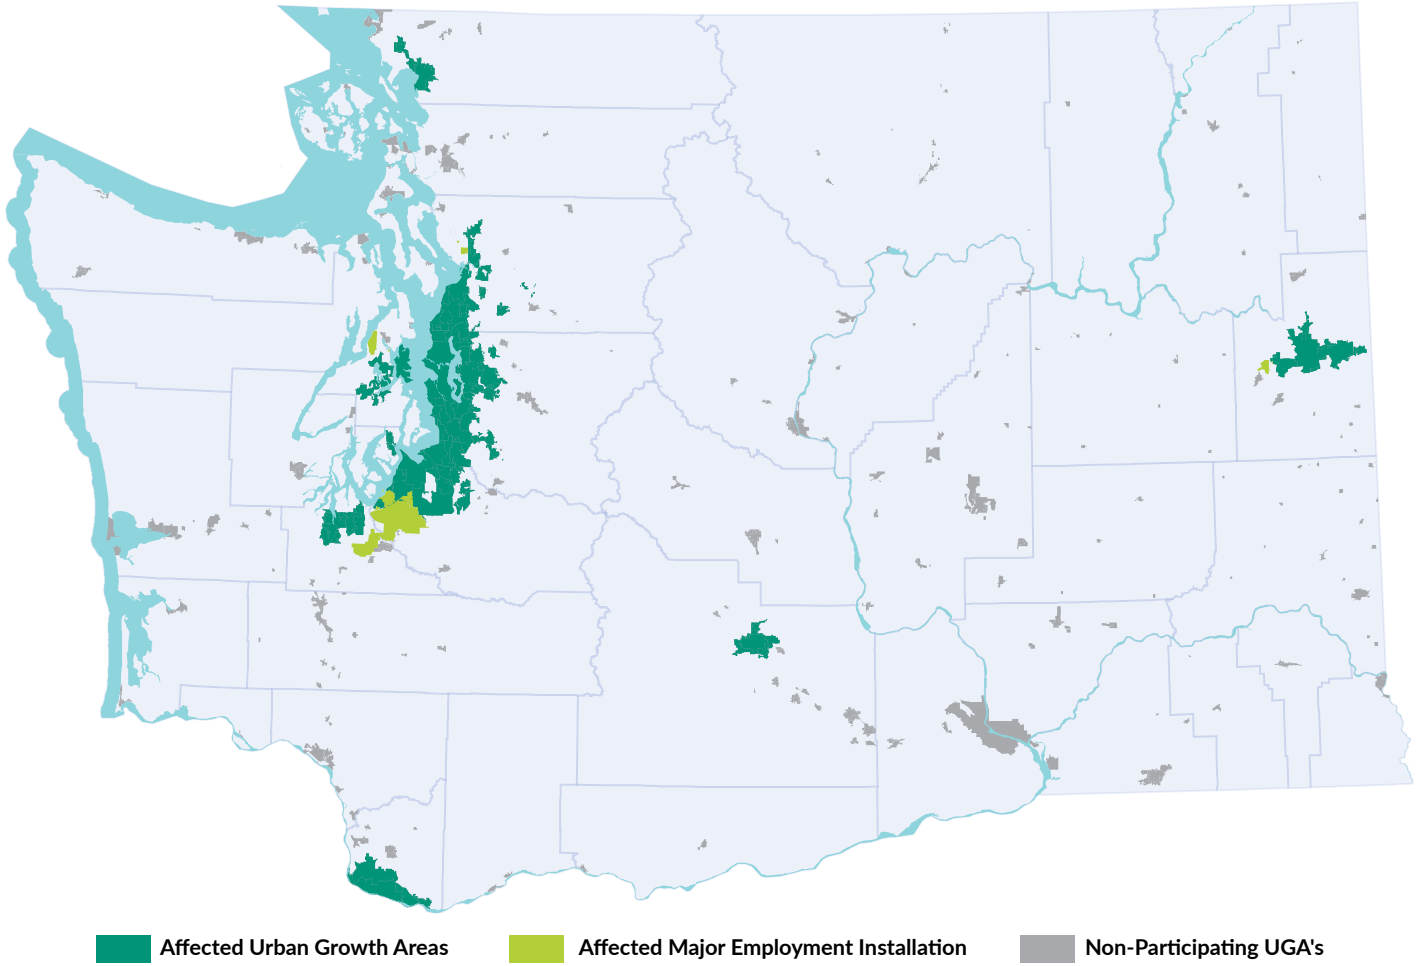 Affected Urban Growth Areas
Affected Major Employment Installation
Non-Participating UGA's